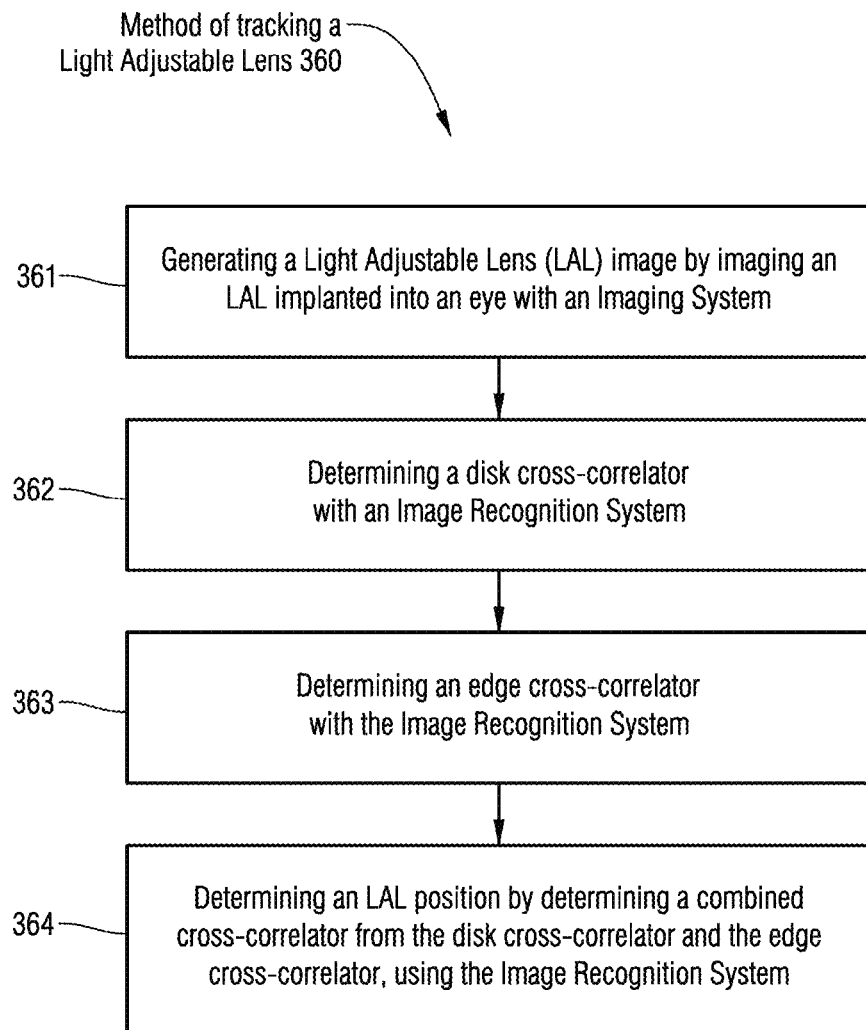 Method of tracking a
Light Adjustable Lens 360
361
Generating a Light Adjustable Lens (LAL) image by imaging an
LAL implanted into an eye with an Imaging System
362
Determining a disk cross-correlator
with an Image Recognition System
363
Determining an edge cross-correlator
with the Image Recognition System
364
Determining an LAL position by determining a combined
cross-correlator from the disk cross-correlator and the edge
cross-correlator, using the Image Recognition System